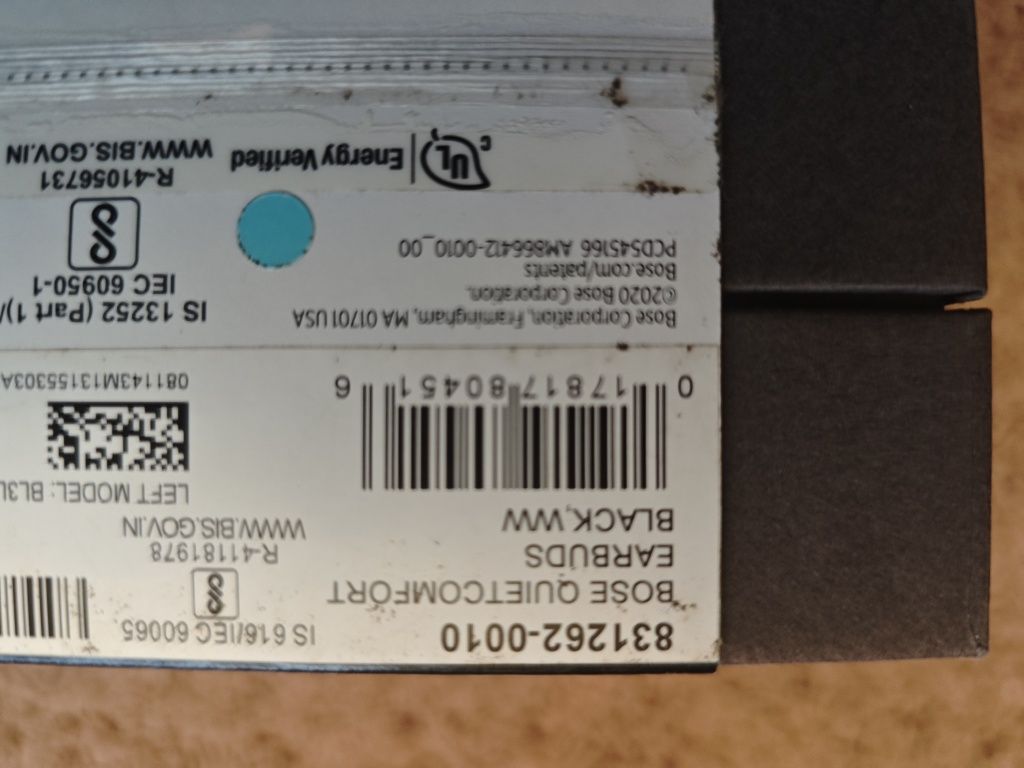 831262-0010
BOSE QUIETCOMFORT
EARBUDS
BLACK,WW
0 17817 80451 6
IS 616/IEC 60065
R-41181978
WWW.BIS.GOV.IN
LEFT MODEL: BL3L
081143M13155303A
Bose Corporation, Framingham, MA 01701 USA
©2020 Bose Corporation.
Bose.com/patents
PCD545166 AM866412-0010_00
IS 13252 (Part 1)/
IEC 60950-1
R-41056731
WWW.BIS.GOV.IN
c UL Energy Verified